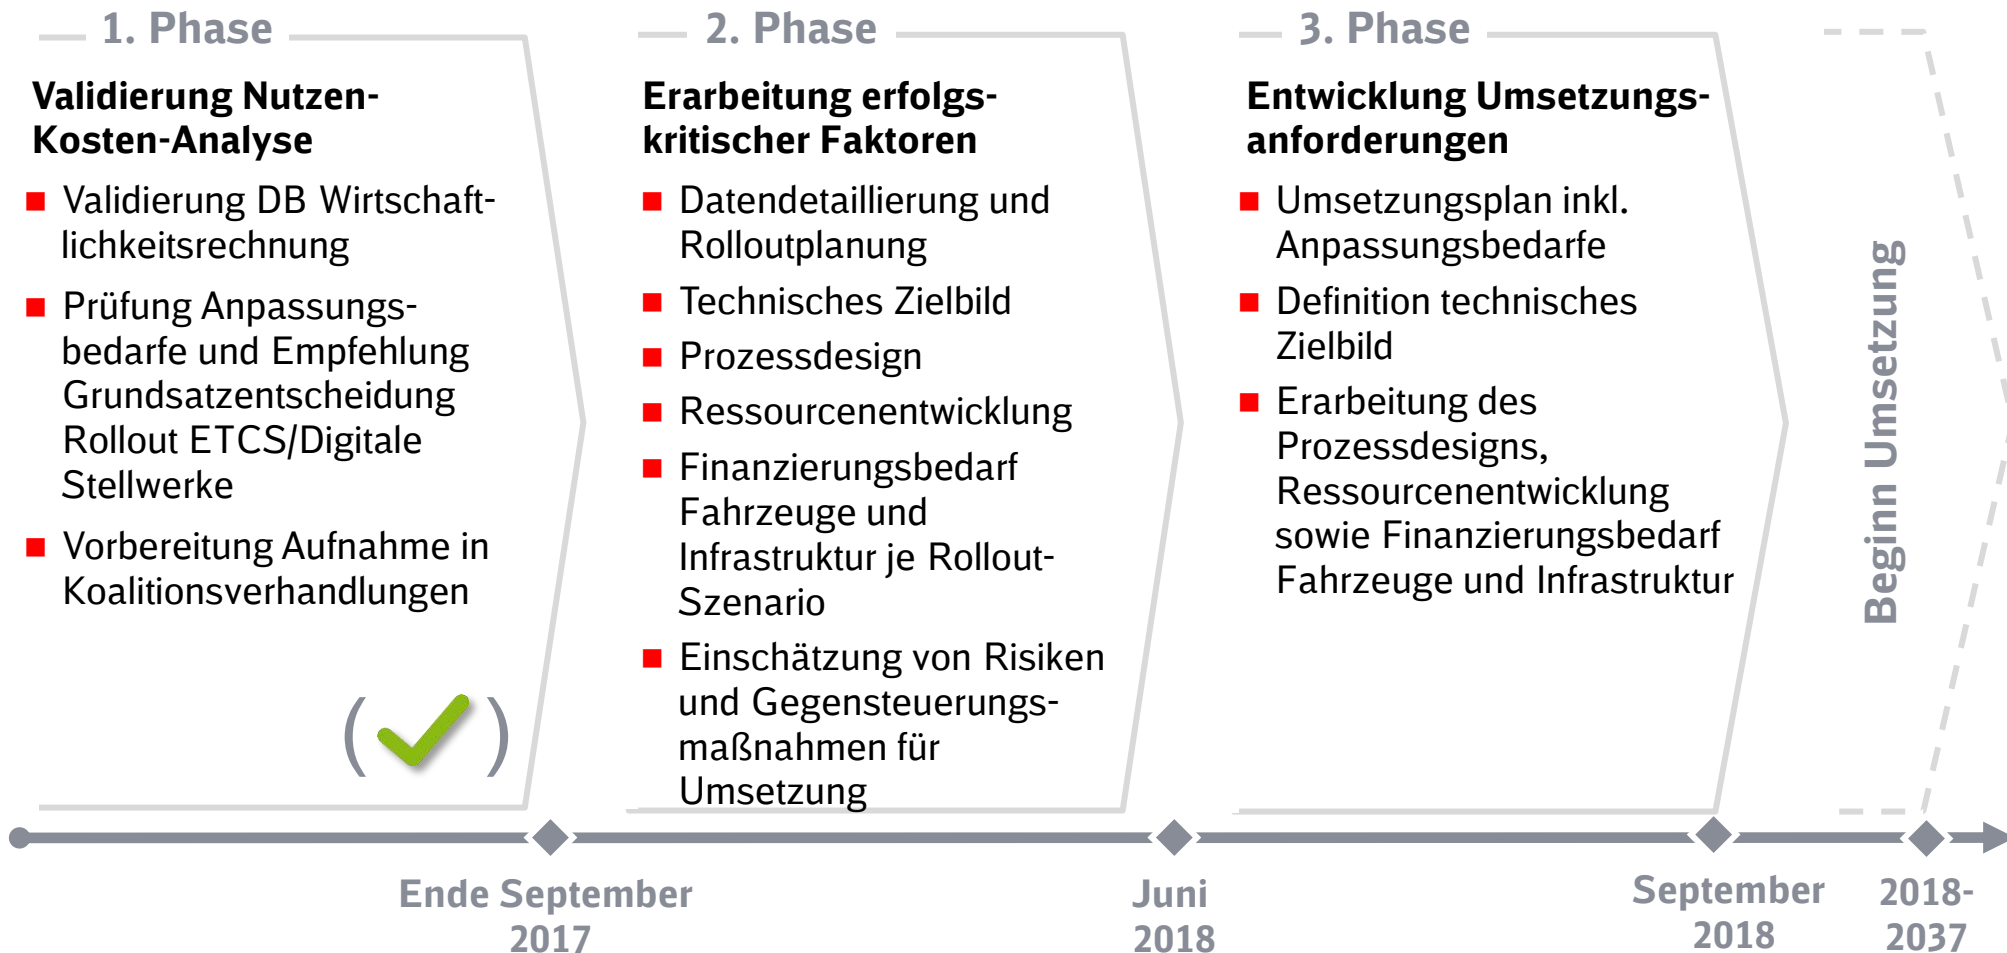 1. Phase
Validierung Nutzen-
Kosten-Analyse
■ Validierung DB Wirtschaft-
lichkeitsrechnung
■ Prüfung Anpassungs-
bedarfe und Empfehlung
Grundsatzentscheidung
Rollout ETCS/Digitale
Stellwerke
■ Vorbereitung Aufnahme in
Koalitionsverhandlungen
(✓)
2. Phase
Erarbeitung erfolgs-
kritischer Faktoren
■ Datendetaillierung und
Rolloutplanung
■ Technisches Zielbild
■ Prozessdesign
■ Ressourcenentwicklung
■ Finanzierungsbedarf
Fahrzeuge und
Infrastruktur je Rollout-
Szenario
■ Einschätzung von Risiken
und Gegensteuerungs-
maßnahmen für
Umsetzung
3. Phase
Entwicklung Umsetzungs-
anforderungen
■ Umsetzungsplan inkl.
Anpassungsbedarfe
■ Definition technisches
Zielbild
■ Erarbeitung des
Prozessdesigns,
Ressourcenentwicklung
sowie Finanzierungsbedarf
Fahrzeuge und Infrastruktur
Beginn Umsetzung
Ende September
2017
Juni
2018
September
2018
2018-
2037